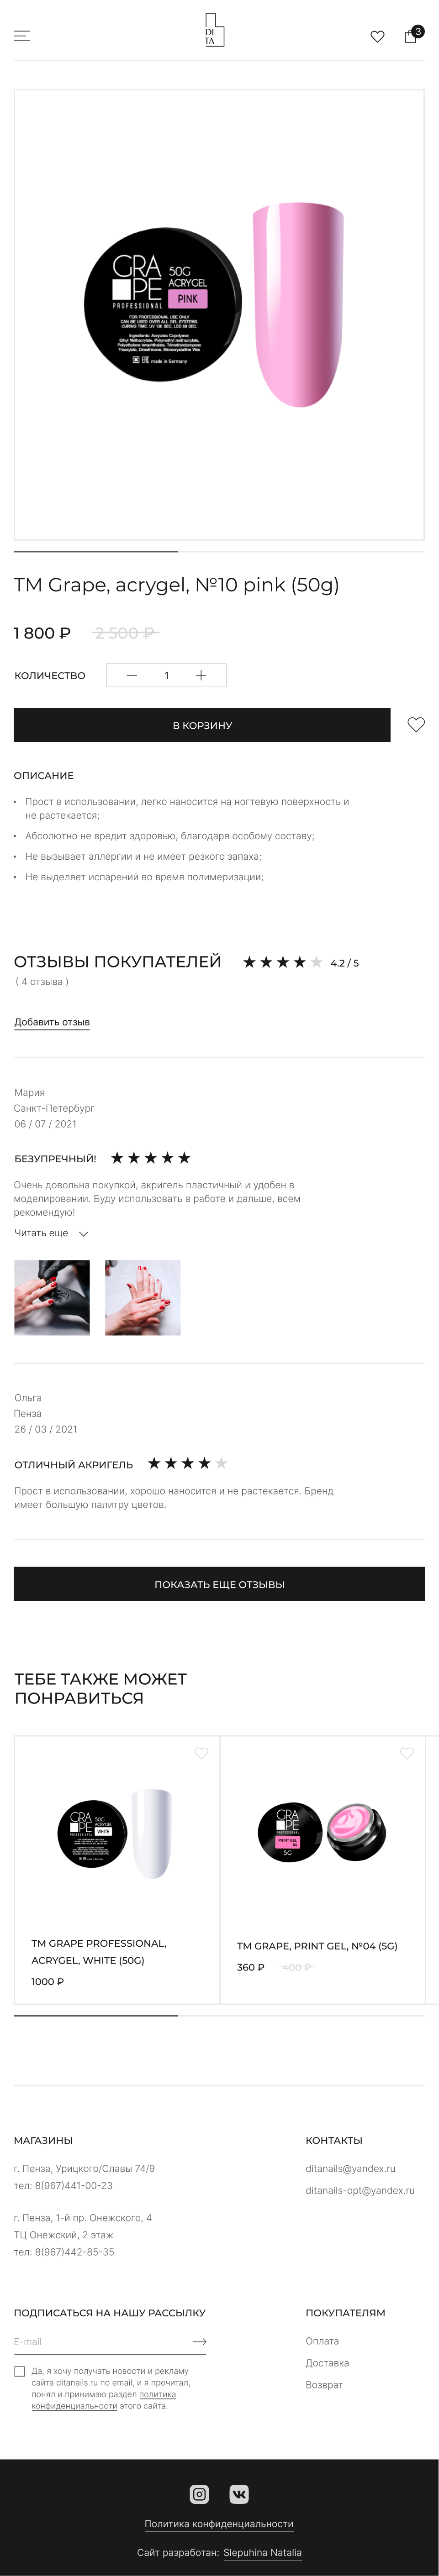 DI
TA
3
GRA
PE
PROFESSIONAL
50G
ACRYGEL
PINK
FOR PROFESSIONAL USE ONLY
CAN BE USED OVER ALL GEL SYSTEMS.
CURING TIME: UV 120 SEC, LED 60 SEC.
made in Germany
TM Grape, acrygel, №10 pink (50g)
1 800 ₽ 2 500 ₽
КОЛИЧЕСТВО 1
В КОРЗИНУ
ОПИСАНИЕ
• Прост в использовании, легко наносится на ногтевую поверхность и
не растекается;
• Абсолютно не вредит здоровью, благодаря особому составу;
• Не вызывает аллергии и не имеет резкого запаха;
• Не выделяет испарений во время полимеризации;
ОТЗЫВЫ ПОКУПАТЕЛЕЙ ★★★★★ 4.2 / 5
( 4 отзыва )
Добавить отзыв
Мария
Санкт-Петербург
06 / 07 / 2021
БЕЗУПРЕЧНЫЙ! ★★★★★
Очень довольна покупкой, акригель пластичный и удобен в
моделировании. Буду использовать в работе и дальше, всем
рекомендую!
Читать еще
Ольга
Пенза
26 / 03 / 2021
ОТЛИЧНЫЙ АКРИГЕЛЬ ★★★★★
Прост в использовании, хорошо наносится и не растекается. Бренд
имеет большую палитру цветов.
ПОКАЗАТЬ ЕЩЕ ОТЗЫВЫ
ТЕБЕ ТАКЖЕ МОЖЕТ
ПОНРАВИТЬСЯ
GRA
PE
PROFESSIONAL
50G
ACRYGEL
WHITE
TM GRAPE PROFESSIONAL,
ACRYGEL, WHITE (50G)
1000 ₽
GRA
PE
PROFESSIONAL
PRINT GEL
5G
TM GRAPE, PRINT GEL, №04 (5G)
360 ₽ 400 ₽
МАГАЗИНЫ
г. Пенза, Урицкого/Славы 74/9
тел: 8(967)441-00-23
г. Пенза, 1-й пр. Онежского, 4
ТЦ Онежский, 2 этаж
тел: 8(967)442-85-35
КОНТАКТЫ
ditanails@yandex.ru
ditanails-opt@yandex.ru
ПОДПИСАТЬСЯ НА НАШУ РАССЫЛКУ
E-mail
Да, я хочу получать новости и рекламу
сайта ditanails.ru по email, и я прочитал,
понял и принимаю раздел политика
конфиденциальности этого сайта.
ПОКУПАТЕЛЯМ
Оплата
Доставка
Возврат
Политика конфиденциальности
Сайт разработан: Slepuhina Natalia